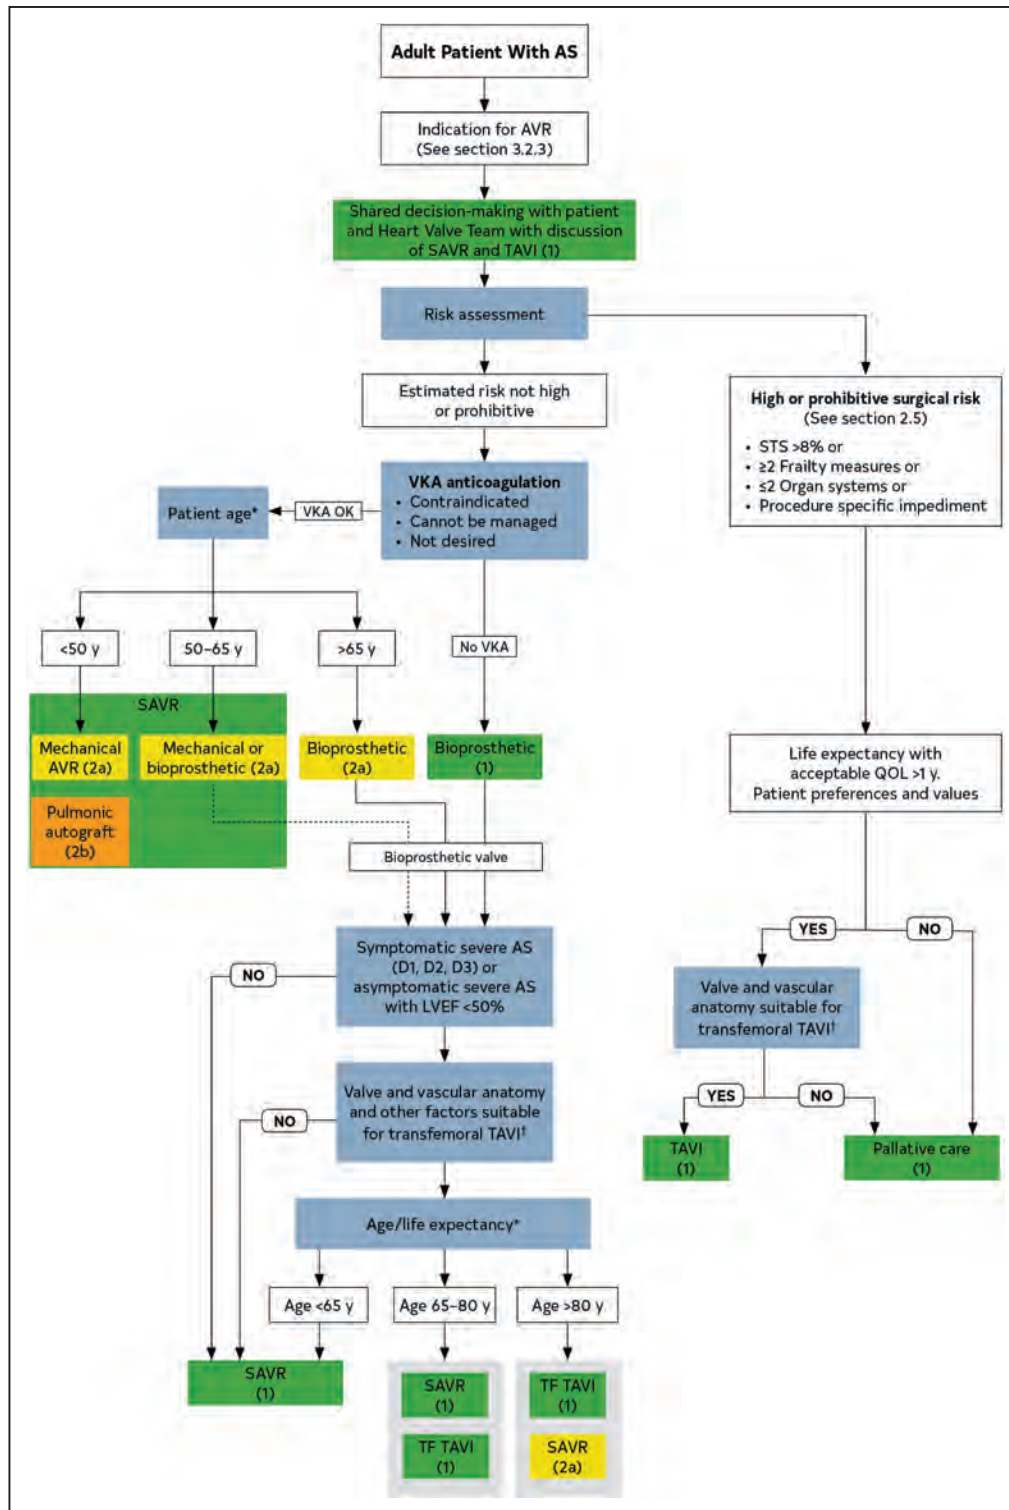 Adult Patient With AS
Indication for AVR
(See section 3.2.3)
Shared decision-making with patient
and Heart Valve Team with discussion
of SAVR and TAVI (1)
Risk assessment
Estimated risk not high
or prohibitive
High or prohibitive surgical risk
(See section 2.5)
• STS >8% or
• ≥2 Frailty measures or
• ≤2 Organ systems or
• Procedure specific impediment
VKA anticoagulation
• Contraindicated
• Cannot be managed
• Not desired
VKA OK
Patient age*
<50 y
50–65 y
>65 y
No VKA
SAVR
Mechanical
AVR (2a)
Mechanical or
bioprosthetic (2a)
Bioprosthetic
(2a)
Bioprosthetic
(1)
Pulmonic
autograft
(2b)
Bioprosthetic valve
Life expectancy with
acceptable QOL >1 y.
Patient preferences and values
YES
NO
Symptomatic severe AS
(D1, D2, D3) or
asymptomatic severe AS
with LVEF <50%
NO
Valve and vascular
anatomy suitable for
transfemoral TAVI†
Valve and vascular anatomy
and other factors suitable
for transfemoral TAVI†
NO
YES
NO
TAVI
(1)
Pallative care
(1)
Age/life expectancy*
Age <65 y
Age 65–80 y
Age >80 y
SAVR
(1)
SAVR
(1)
TF TAVI
(1)
TF TAVI
(1)
SAVR
(2a)